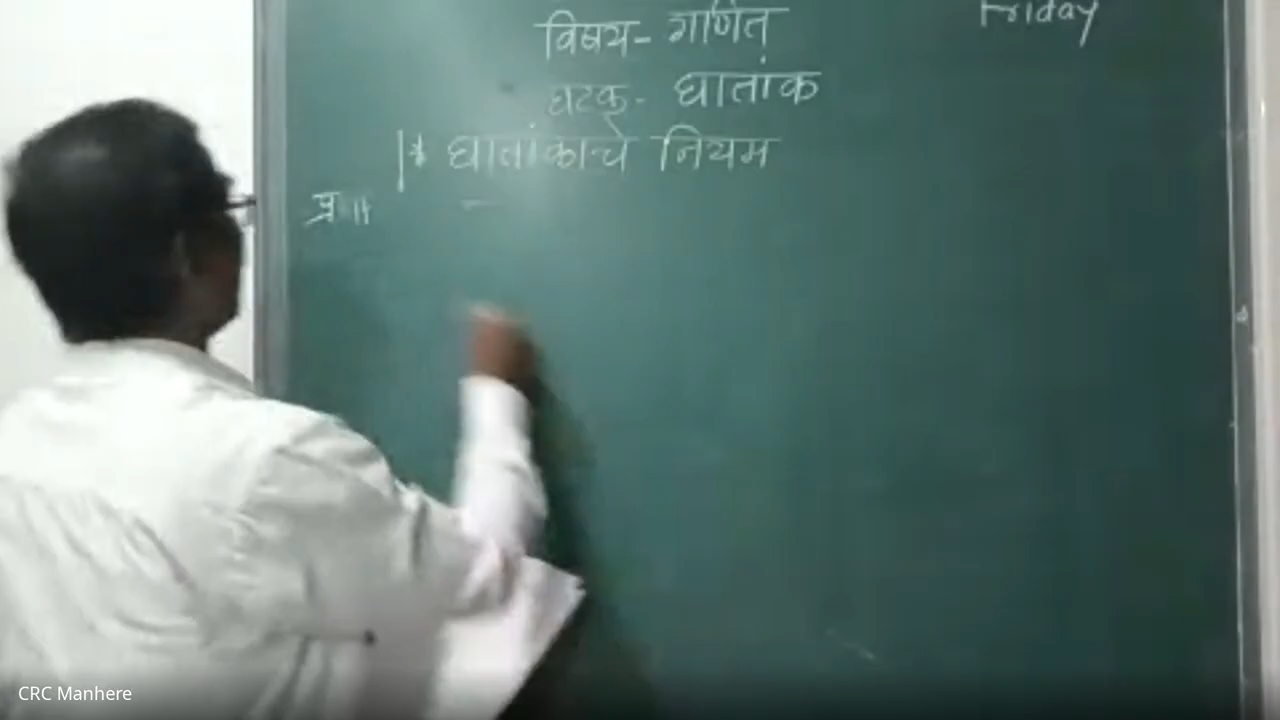 Friday
विषय- गणित
घटक- घातांक
* घातांकाचे नियम
CRC Manhere